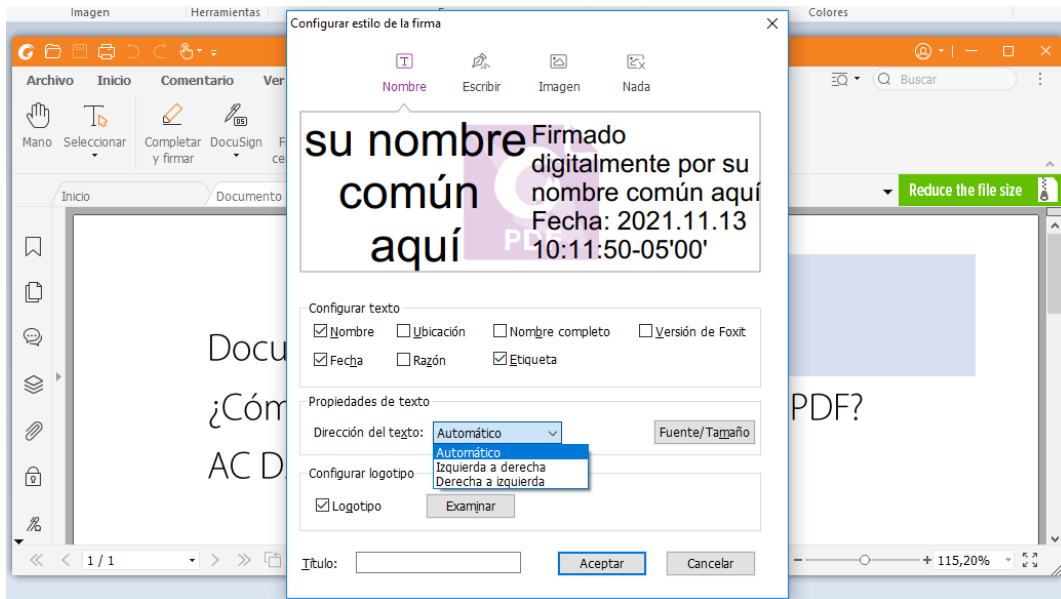 Imagen
Herramientas
Colores
Configurar estilo de la firma
Archivo
Inicio
Comentario
Ver
Buscar
Nombre
Escribir
Imagen
Nada
Mano
Seleccionar
Completar
y firmar
DocuSign
su nombre
común
aquí
Firmado
digitalmente por su
nombre común aquí
Fecha: 2021.11.13
10:11:50-05'00'
PDF
Inicio
Documento
Reduce the file size
Configurar texto
Nombre
Ubicación
Nombre completo
Versión de Foxit
Fecha
Razón
Etiqueta
Docu
¿Cóm
PDF?
AC D
Propiedades de texto
Dirección del texto:
Automático
Fuente/Tamaño
Automático
Izquierda a derecha
Derecha a izquierda
Configurar logotipo
Logotipo
Examinar
1 / 1
Título:
Aceptar
Cancelar
115,20%